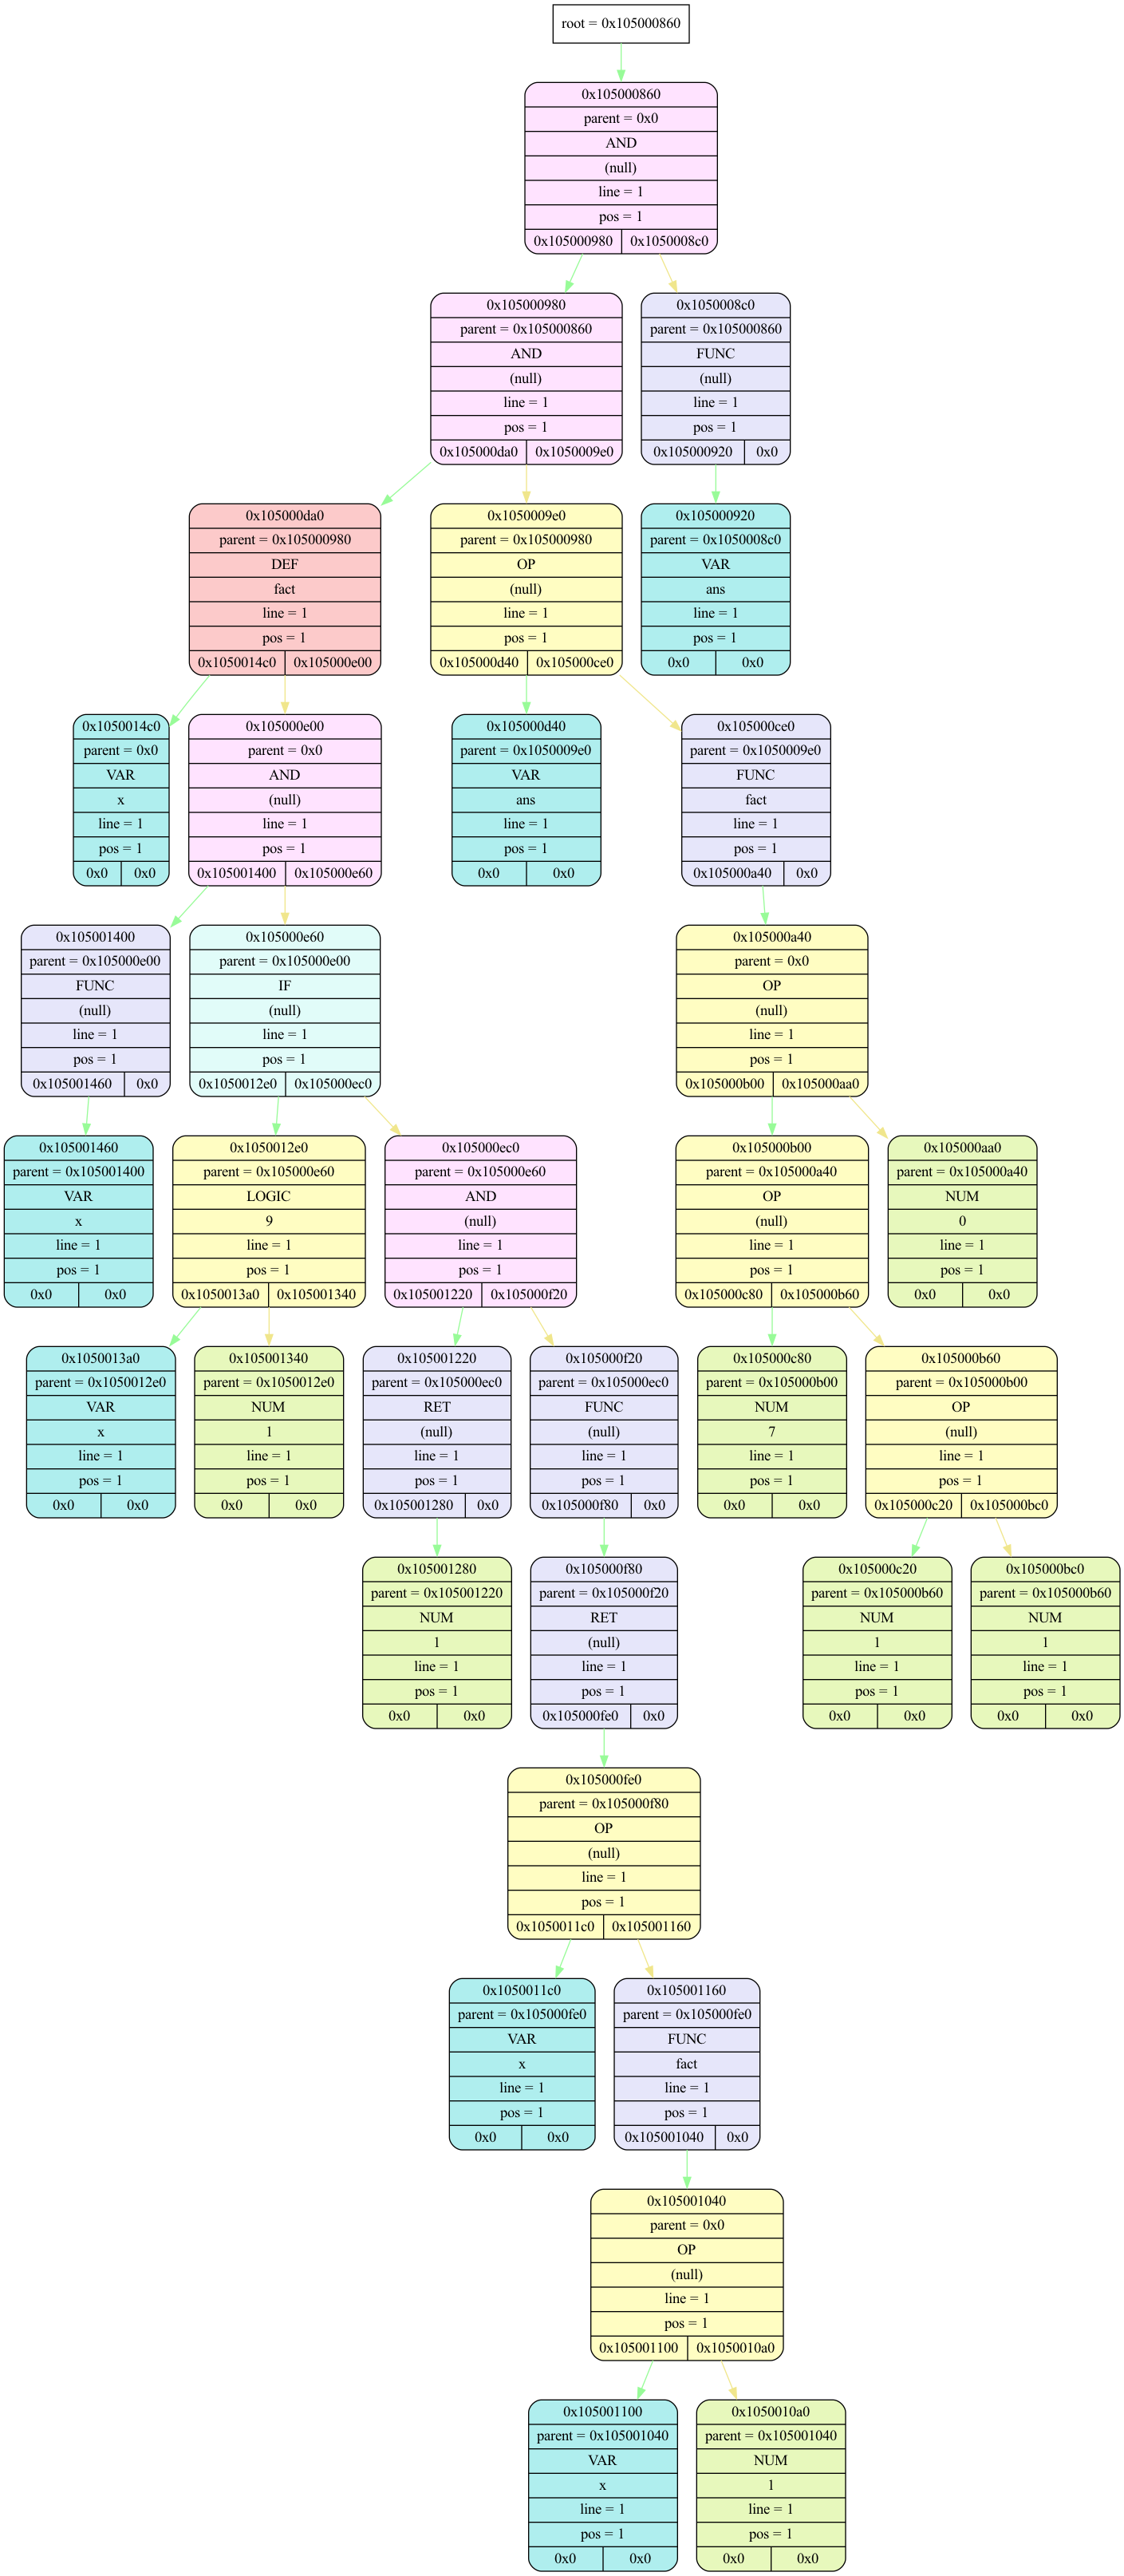 root = 0x105000860
0x105000860
parent = 0x0
AND
(null)
line = 1
pos = 1
0x105000980 0x1050008c0
0x105000980
parent = 0x105000860
AND
(null)
line = 1
pos = 1
0x105000da0 0x1050009e0
0x1050008c0
parent = 0x105000860
FUNC
(null)
line = 1
pos = 1
0x105000920 0x0
0x105000da0
parent = 0x105000980
DEF
fact
line = 1
pos = 1
0x1050014c0 0x105000e00
0x1050009e0
parent = 0x105000980
OP
(null)
line = 1
pos = 1
0x105000d40 0x105000ce0
0x105000920
parent = 0x1050008c0
VAR
ans
line = 1
pos = 1
0x0 0x0
0x1050014c0
parent = 0x0
VAR
x
line = 1
pos = 1
0x0 0x0
0x105000e00
parent = 0x0
AND
(null)
line = 1
pos = 1
0x105001400 0x105000e60
0x105000d40
parent = 0x1050009e0
VAR
ans
line = 1
pos = 1
0x0 0x0
0x105000ce0
parent = 0x1050009e0
FUNC
fact
line = 1
pos = 1
0x105000a40 0x0
0x105001400
parent = 0x105000e00
FUNC
(null)
line = 1
pos = 1
0x105001460 0x0
0x105000e60
parent = 0x105000e00
IF
(null)
line = 1
pos = 1
0x1050012e0 0x105000ec0
0x105000a40
parent = 0x0
OP
(null)
line = 1
pos = 1
0x105000b00 0x105000aa0
0x105001460
parent = 0x105001400
VAR
x
line = 1
pos = 1
0x0 0x0
0x1050012e0
parent = 0x105000e60
LOGIC
9
line = 1
pos = 1
0x1050013a0 0x105001340
0x105000ec0
parent = 0x105000e60
AND
(null)
line = 1
pos = 1
0x105001220 0x105000f20
0x105000b00
parent = 0x105000a40
OP
(null)
line = 1
pos = 1
0x105000c80 0x105000b60
0x105000aa0
parent = 0x105000a40
NUM
0
line = 1
pos = 1
0x0 0x0
0x1050013a0
parent = 0x1050012e0
VAR
x
line = 1
pos = 1
0x0 0x0
0x105001340
parent = 0x1050012e0
NUM
1
line = 1
pos = 1
0x0 0x0
0x105001220
parent = 0x105000ec0
RET
(null)
line = 1
pos = 1
0x105001280 0x0
0x105000f20
parent = 0x105000ec0
FUNC
(null)
line = 1
pos = 1
0x105000f80 0x0
0x105000c80
parent = 0x105000b00
NUM
7
line = 1
pos = 1
0x0 0x0
0x105000b60
parent = 0x105000b00
OP
(null)
line = 1
pos = 1
0x105000c20 0x105000bc0
0x105001280
parent = 0x105001220
NUM
1
line = 1
pos = 1
0x0 0x0
0x105000f80
parent = 0x105000f20
RET
(null)
line = 1
pos = 1
0x105000fe0 0x0
0x105000c20
parent = 0x105000b60
NUM
1
line = 1
pos = 1
0x0 0x0
0x105000bc0
parent = 0x105000b60
NUM
1
line = 1
pos = 1
0x0 0x0
0x105000fe0
parent = 0x105000f80
OP
(null)
line = 1
pos = 1
0x1050011c0 0x105001160
0x1050011c0
parent = 0x105000fe0
VAR
x
line = 1
pos = 1
0x0 0x0
0x105001160
parent = 0x105000fe0
FUNC
fact
line = 1
pos = 1
0x105001040 0x0
0x105001040
parent = 0x0
OP
(null)
line = 1
pos = 1
0x105001100 0x1050010a0
0x105001100
parent = 0x105001040
VAR
x
line = 1
pos = 1
0x0 0x0
0x1050010a0
parent = 0x105001040
NUM
1
line = 1
pos = 1
0x0 0x0